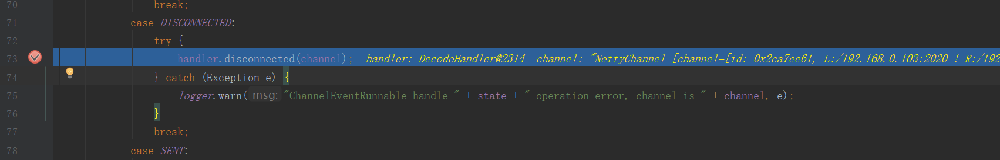 70 break;
71 case DISCONNECTED:
72 try {
73 handler.disconnected(channel); handler: DecodeHandler@2314 channel: "NettyChannel [channel=[id: 0x2ca7ee61, L:/192.168.0.103:2020 ! R:/192
74 } catch (Exception e) {
75 logger.warn( msg: "ChannelEventRunnable handle " + state + " operation error, channel is " + channel, e);
76 }
77 break;
78 case SENT: